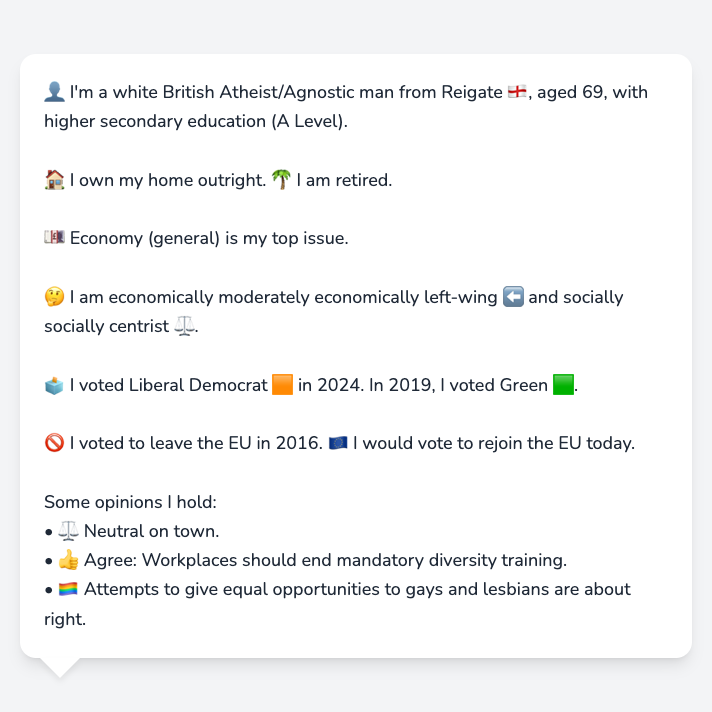 👤 I'm a white British Atheist/Agnostic man from Reigate 🏴󠁧󠁢󠁥󠁮󠁧󠁿, aged 69, with
higher secondary education (A Level).
🏠 I own my home outright. 🌴 I am retired.
💷 Economy (general) is my top issue.
🤔 I am economically moderately economically left-wing ⬅️ and socially
socially centrist ⚖️.
🗳️ I voted Liberal Democrat 🟧 in 2024. In 2019, I voted Green 🟩.
🚫 I voted to leave the EU in 2016. 🇪🇺 I would vote to rejoin the EU today.
Some opinions I hold:
• ⚖️ Neutral on town.
• 👍 Agree: Workplaces should end mandatory diversity training.
• 🏳️‍🌈 Attempts to give equal opportunities to gays and lesbians are about
right.